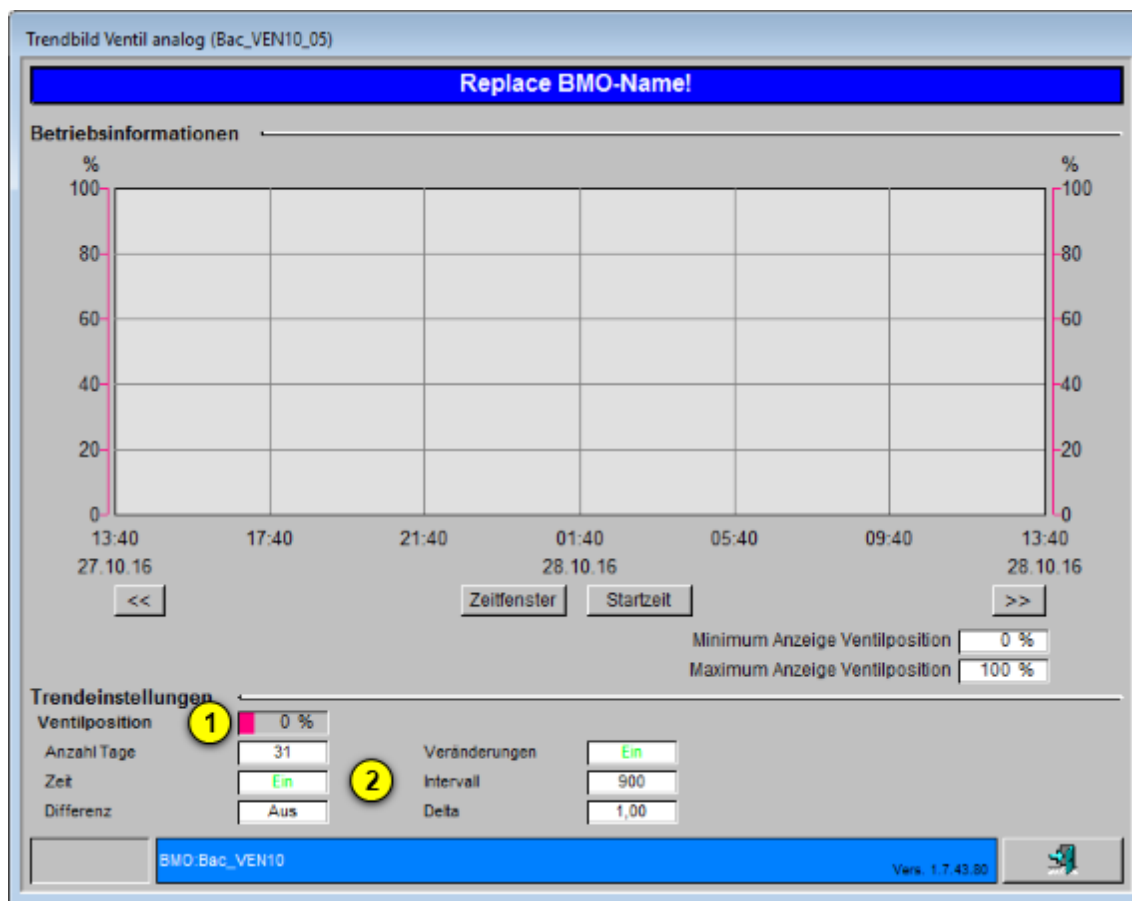 Trendbild Ventil analog (Bac_VEN10_05)
Replace BMO-Name!
Betriebsinformationen
% %
100 100
80 80
60 60
40 40
20 20
0 0
13:40 17:40 21:40 01:40 05:40 09:40 13:40
27.10.16 28.10.16 28.10.16
<< Zeitfenster Startzeit >>
Minimum Anzeige Ventilposition 0 %
Maximum Anzeige Ventilposition 100 %
Trendeinstellungen
Ventilposition 1 0 %
Anzahl Tage 31 Veränderungen Ein
Zeit Ein 2 Intervall 900
Differenz Aus Delta 1,00
BMO:Bac_VEN10 Vers. 1.7.43.80